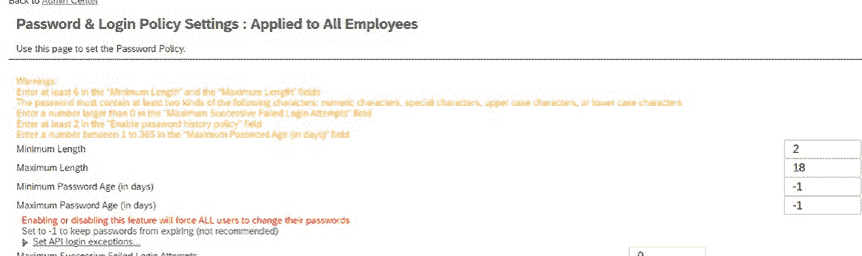 Back to Admin Center
Password & Login Policy Settings : Applied to All Employees
Use this page to set the Password Policy.
Warnings:
Enter at least 6 in the "Minimum Length" and the "Maximum Length" fields
The password must contain at least two kinds of the following characters: numeric characters, special characters, upper case characters, or lower case characters
Enter a number larger than 0 in the "Maximum Successive Failed Login Attempts" field
Enter at least 2 in the "Enable password history policy" field
Enter a number between 1 to 365 in the "Maximum Password Age (in days)" field
Minimum Length 2
Maximum Length 18
Minimum Password Age (in days) -1
Maximum Password Age (in days) -1
Enabling or disabling this feature will force ALL users to change their passwords
Set to -1 to keep passwords from expiring (not recommended)
Set API login exceptions...
Maximum Successive Failed Login Attempts 0